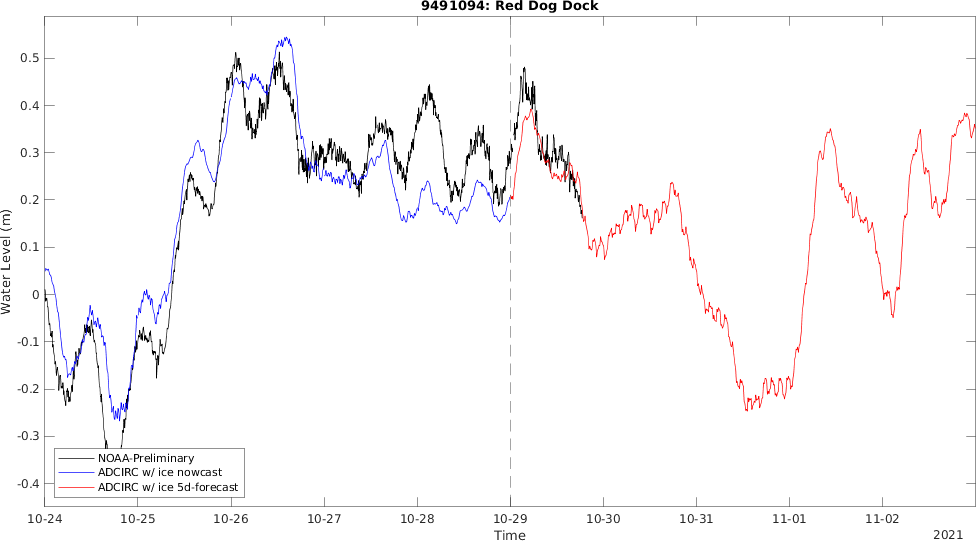 9491094: Red Dog Dock
Water Level (m)
0.5
0.4
0.3
0.2
0.1
0
-0.1
-0.2
-0.3
-0.4
NOAA-Preliminary
ADCIRC w/ ice nowcast
ADCIRC w/ ice 5d-forecast
10-24 10-25 10-26 10-27 10-28 10-29 10-30 10-31 11-01 11-02
Time
2021